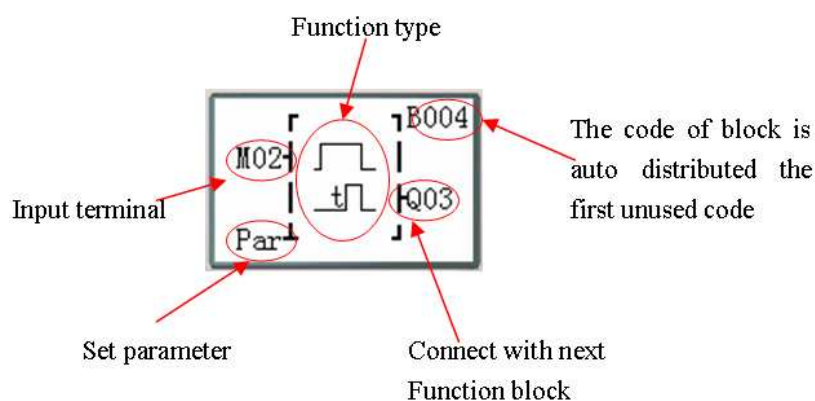 Function type
B004
M02
t
Q03
Par
The code of block is
auto distributed the
first unused code
Input terminal
Set parameter
Connect with next
Function block